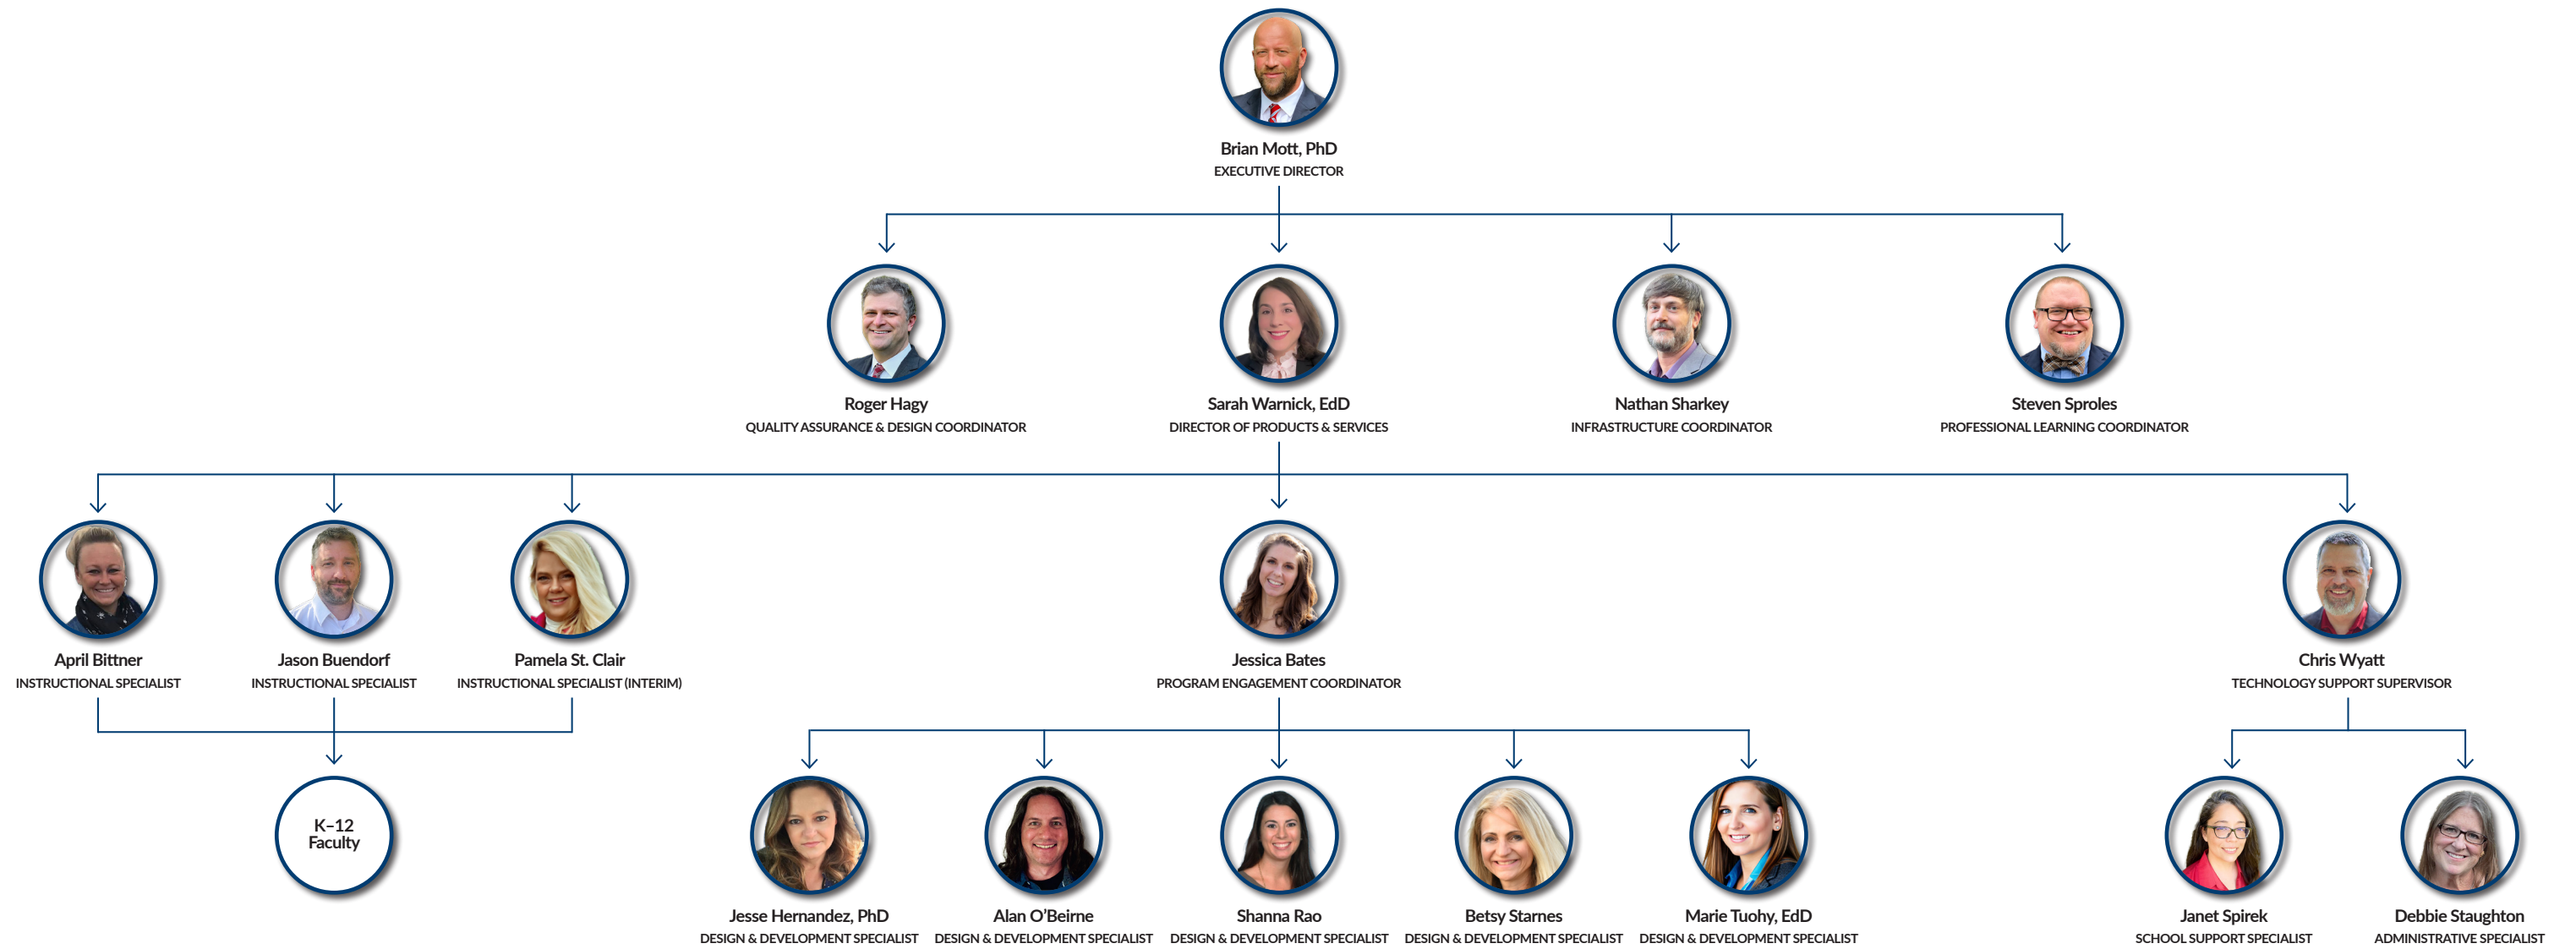 Brian Mott, PhD
EXECUTIVE DIRECTOR
Roger Hagy
QUALITY ASSURANCE & DESIGN COORDINATOR
Sarah Warnick, EdD
DIRECTOR OF PRODUCTS & SERVICES
Nathan Sharkey
INFRASTRUCTURE COORDINATOR
Steven Sproles
PROFESSIONAL LEARNING COORDINATOR
April Bittner
INSTRUCTIONAL SPECIALIST
Jason Buendorf
INSTRUCTIONAL SPECIALIST
Pamela St. Clair
INSTRUCTIONAL SPECIALIST (INTERIM)
Jessica Bates
PROGRAM ENGAGEMENT COORDINATOR
Chris Wyatt
TECHNOLOGY SUPPORT SUPERVISOR
K–12
Faculty
Jesse Hernandez, PhD
DESIGN & DEVELOPMENT SPECIALIST
Alan O’Beirne
DESIGN & DEVELOPMENT SPECIALIST
Shanna Rao
DESIGN & DEVELOPMENT SPECIALIST
Betsy Starnes
DESIGN & DEVELOPMENT SPECIALIST
Marie Tuohy, EdD
DESIGN & DEVELOPMENT SPECIALIST
Janet Spirek
SCHOOL SUPPORT SPECIALIST
Debbie Staughton
ADMINISTRATIVE SPECIALIST